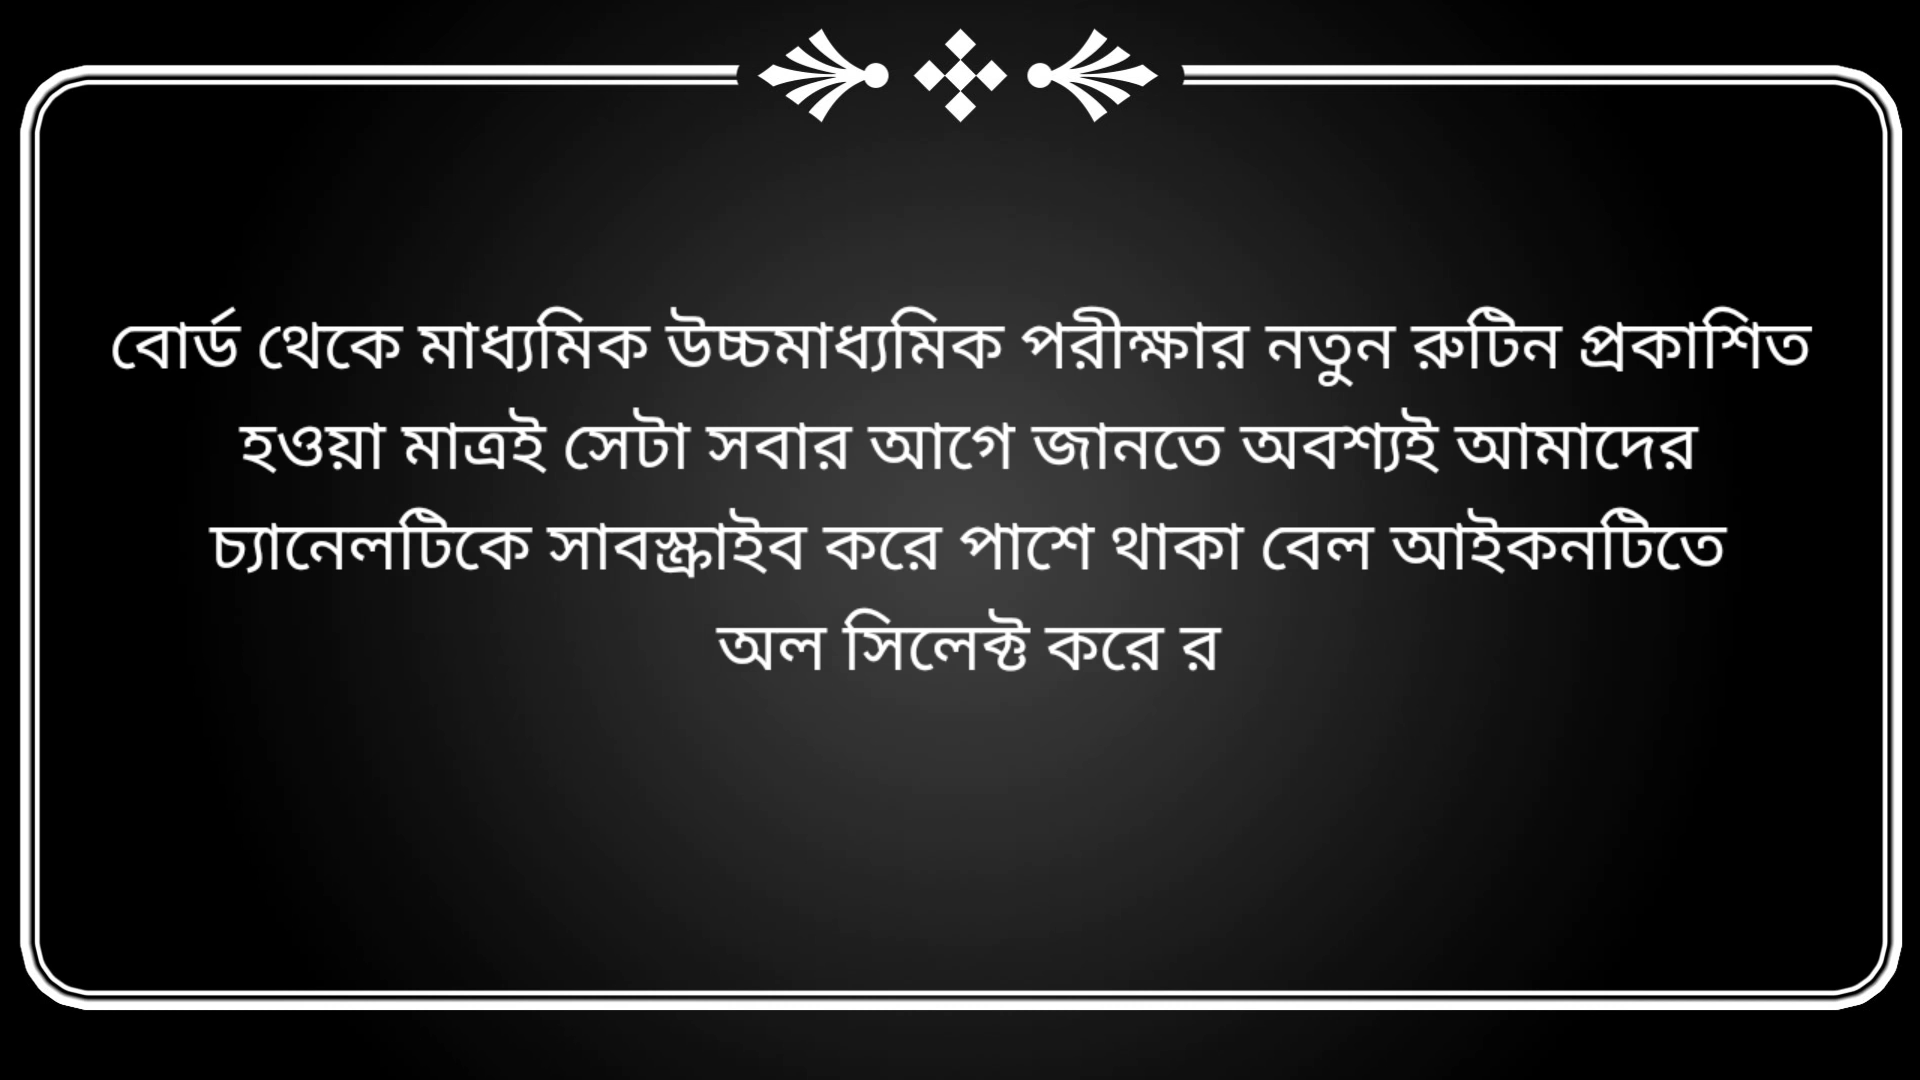 বোর্ড থেকে মাধ্যমিক উচ্চমাধ্যমিক পরীক্ষার নতুন রুটিন প্রকাশিত
হওয়া মাত্রই সেটা সবার আগে জানতে অবশ্যই আমাদের
চ্যানেলটিকে সাবস্ক্রাইব করে পাশে থাকা বেল আইকনটিতে
অল সিলেক্ট করে র